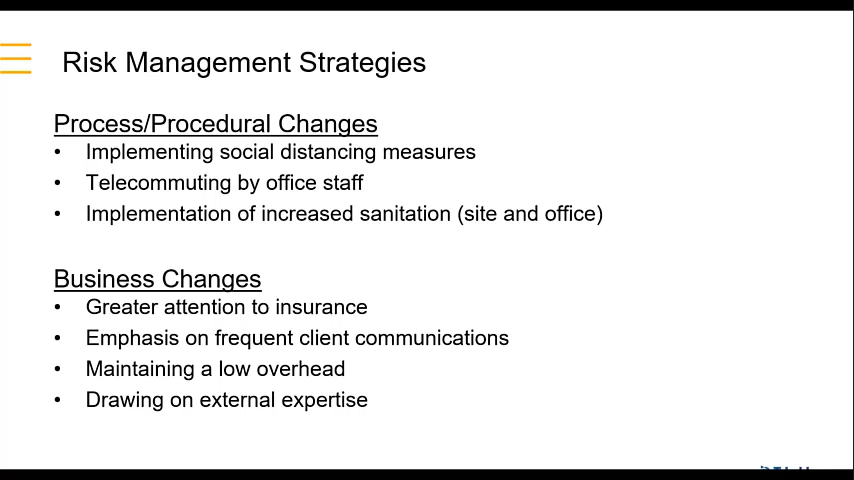 Risk Management Strategies
Process/Procedural Changes
• Implementing social distancing measures
• Telecommuting by office staff
• Implementation of increased sanitation (site and office)
Business Changes
• Greater attention to insurance
• Emphasis on frequent client communications
• Maintaining a low overhead
• Drawing on external expertise